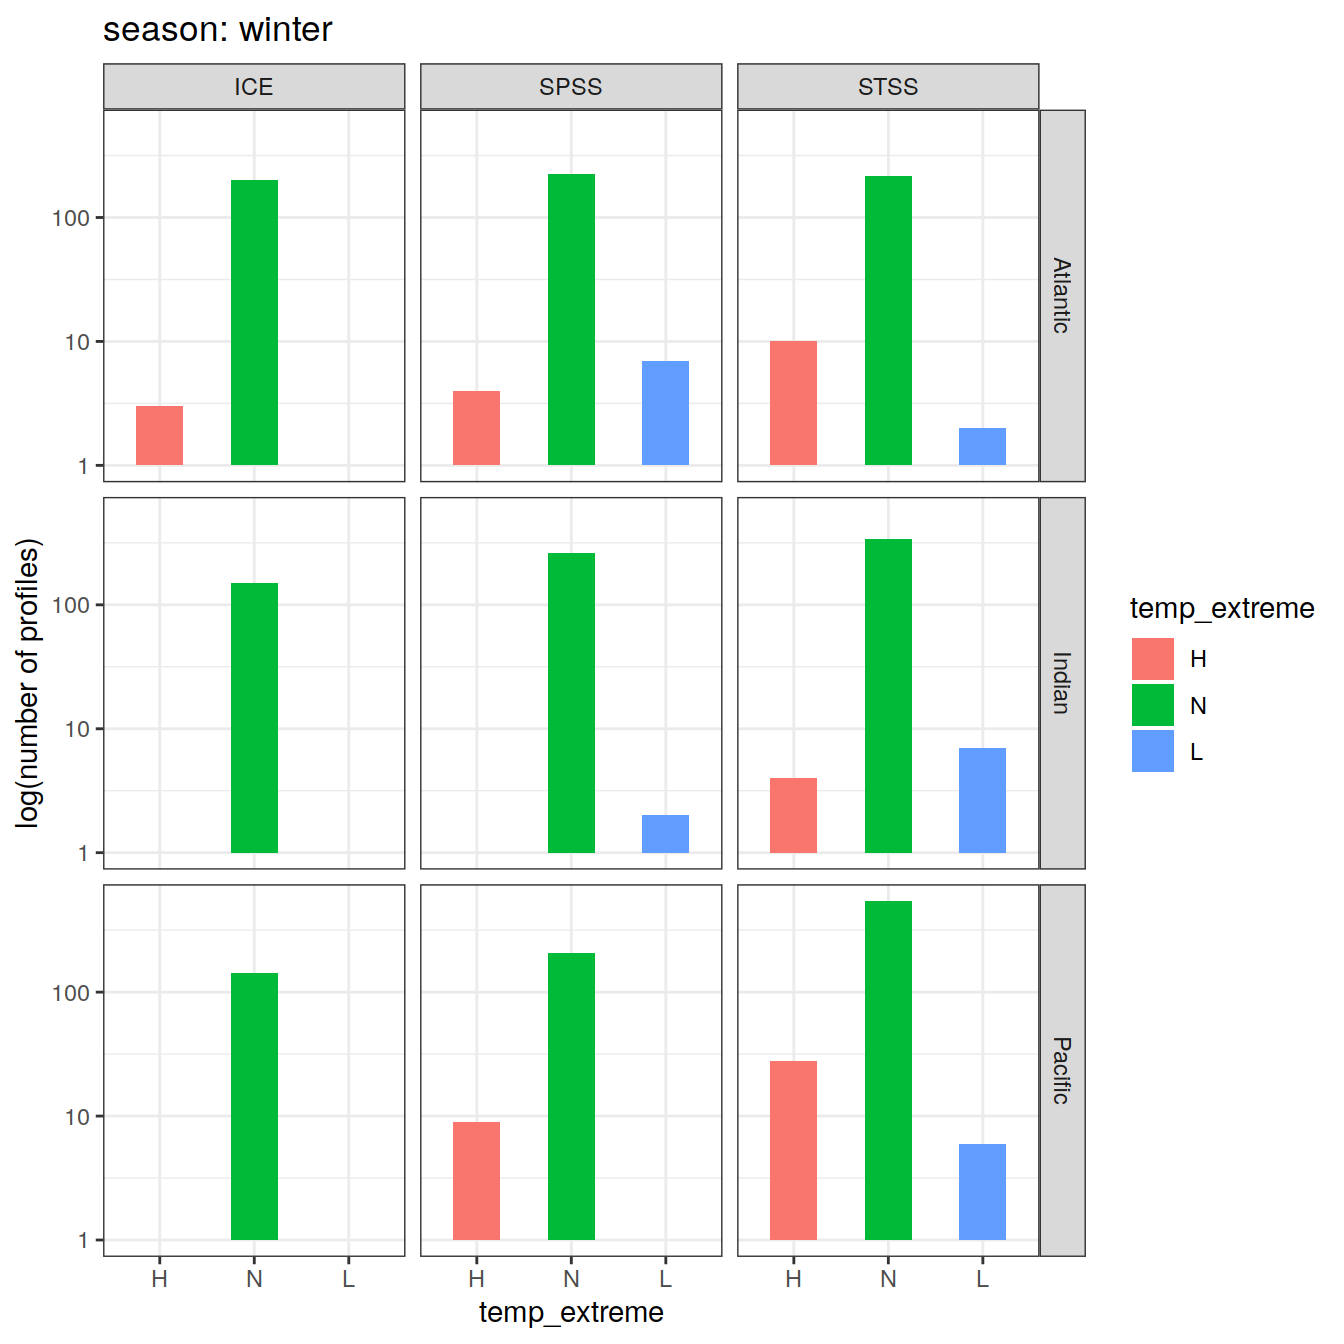 season: winter
ICE
SPSS
STSS
Atlantic
100
10
1
Indian
100
10
1
Pacific
100
10
1
H N L
H N L
H N L
temp_extreme
log(number of profiles)
temp_extreme
H
N
L